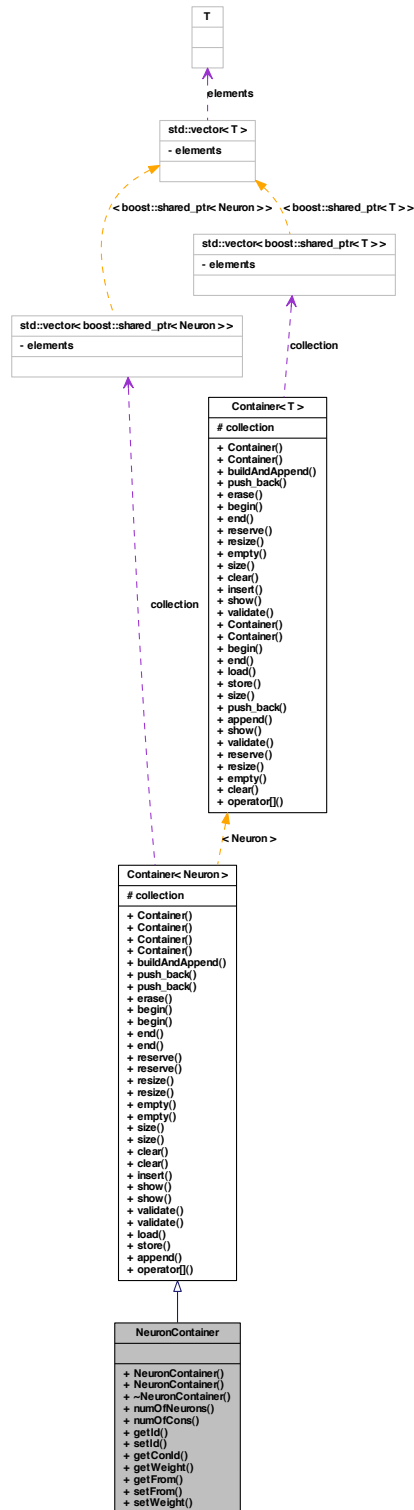 T
elements
std::vector< T >
- elements
< boost::shared_ptr< Neuron >>
< boost::shared_ptr< T >>
std::vector< boost::shared_ptr< T >>
- elements
std::vector< boost::shared_ptr< Neuron >>
- elements
collection
Container< T >
# collection
+ Container()
+ Container()
+ buildAndAppend()
+ push_back()
+ erase()
+ begin()
+ end()
+ reserve()
+ resize()
+ empty()
+ size()
+ clear()
+ insert()
+ show()
+ validate()
+ Container()
+ Container()
+ begin()
+ end()
+ load()
+ store()
+ size()
+ push_back()
+ append()
+ show()
+ validate()
+ reserve()
+ resize()
+ empty()
+ clear()
+ operator[]()
collection
< Neuron >
Container< Neuron >
# collection
+ Container()
+ Container()
+ Container()
+ Container()
+ buildAndAppend()
+ push_back()
+ push_back()
+ erase()
+ begin()
+ begin()
+ end()
+ end()
+ reserve()
+ reserve()
+ resize()
+ resize()
+ empty()
+ empty()
+ size()
+ size()
+ clear()
+ clear()
+ insert()
+ show()
+ show()
+ validate()
+ validate()
+ load()
+ store()
+ append()
+ operator[]()
NeuronContainer
+ NeuronContainer()
+ NeuronContainer()
+ ~NeuronContainer()
+ numOfNeurons()
+ numOfCons()
+ getId()
+ setId()
+ getConId()
+ getWeight()
+ getFrom()
+ setFrom()
+ setWeight()